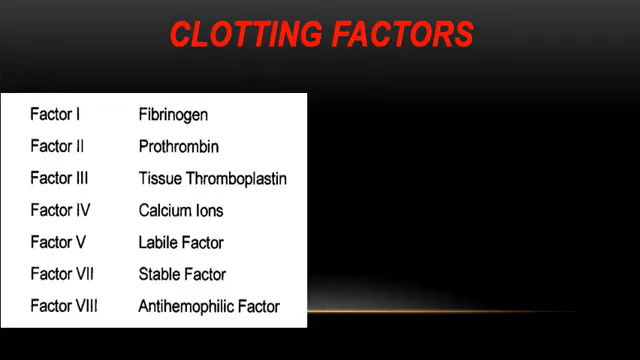 CLOTTING FACTORS
Factor I Fibrinogen
Factor II Prothrombin
Factor III Tissue Thromboplastin
Factor IV Calcium Ions
Factor V Labile Factor
Factor VII Stable Factor
Factor VIII Antihemophilic Factor